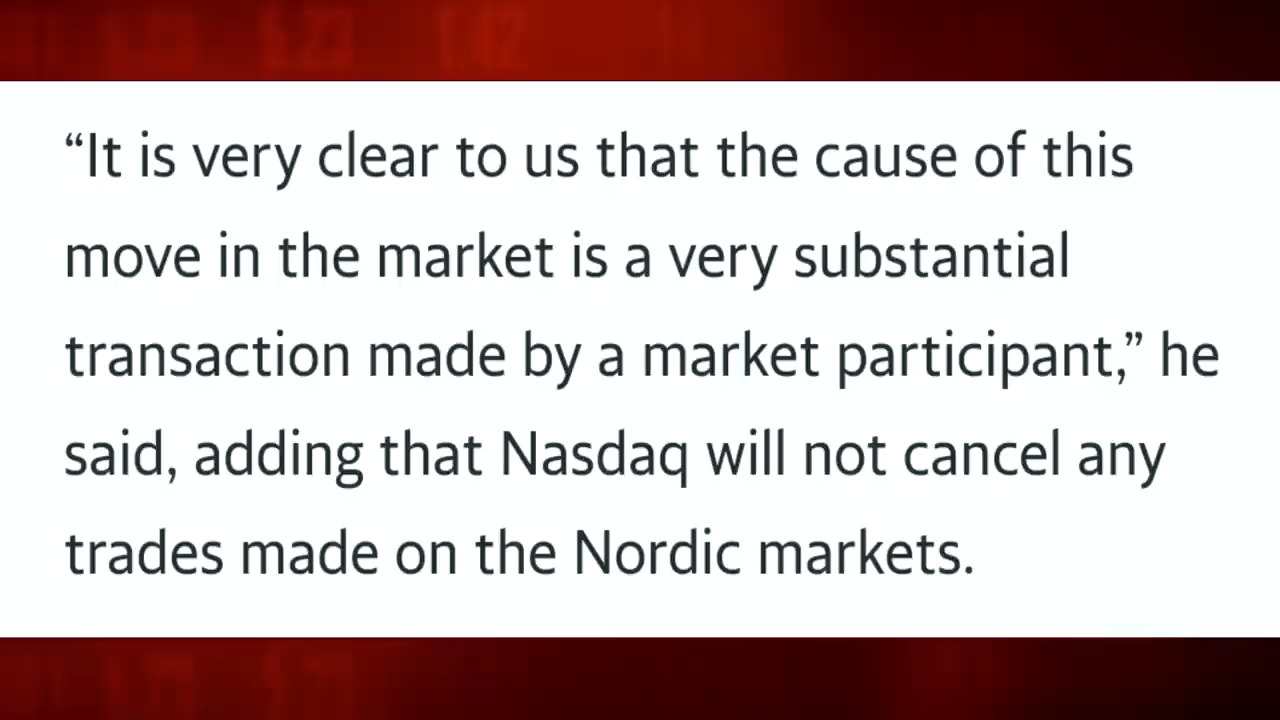 “It is very clear to us that the cause of this
move in the market is a very substantial
transaction made by a market participant,” he
said, adding that Nasdaq will not cancel any
trades made on the Nordic markets.